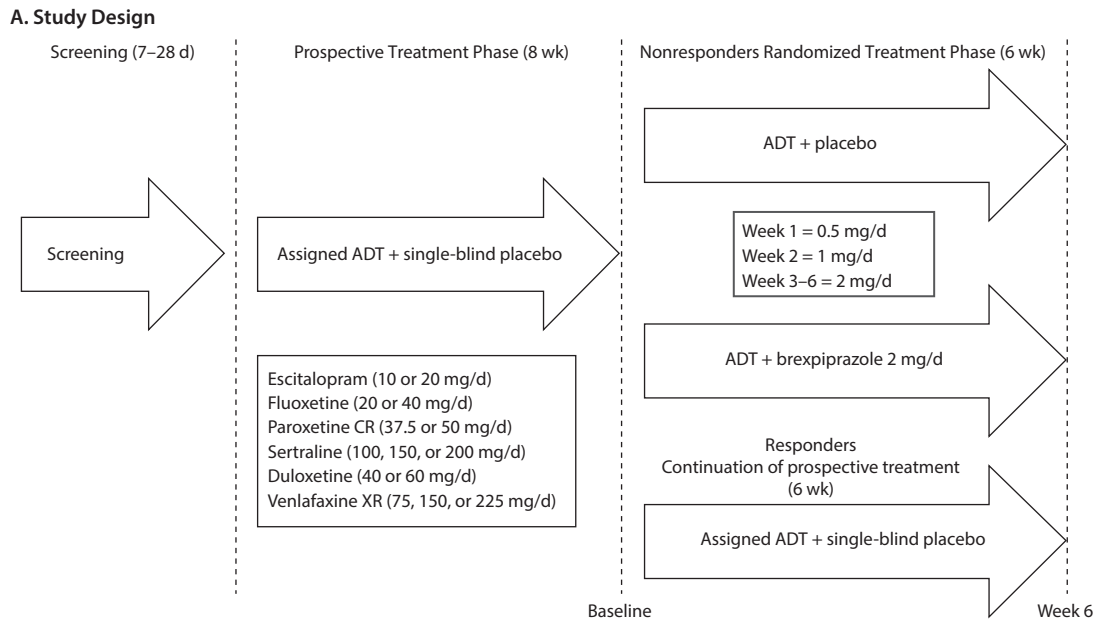 A. Study Design
Screening (7–28 d)
Prospective Treatment Phase (8 wk)
Nonresponders Randomized Treatment Phase (6 wk)
Screening
Assigned ADT + single-blind placebo
Escitalopram (10 or 20 mg/d)
Fluoxetine (20 or 40 mg/d)
Paroxetine CR (37.5 or 50 mg/d)
Sertraline (100, 150, or 200 mg/d)
Duloxetine (40 or 60 mg/d)
Venlafaxine XR (75, 150, or 225 mg/d)
ADT + placebo
Week 1 = 0.5 mg/d
Week 2 = 1 mg/d
Week 3–6 = 2 mg/d
ADT + brexpiprazole 2 mg/d
Responders
Continuation of prospective treatment
(6 wk)
Assigned ADT + single-blind placebo
Baseline
Week 6